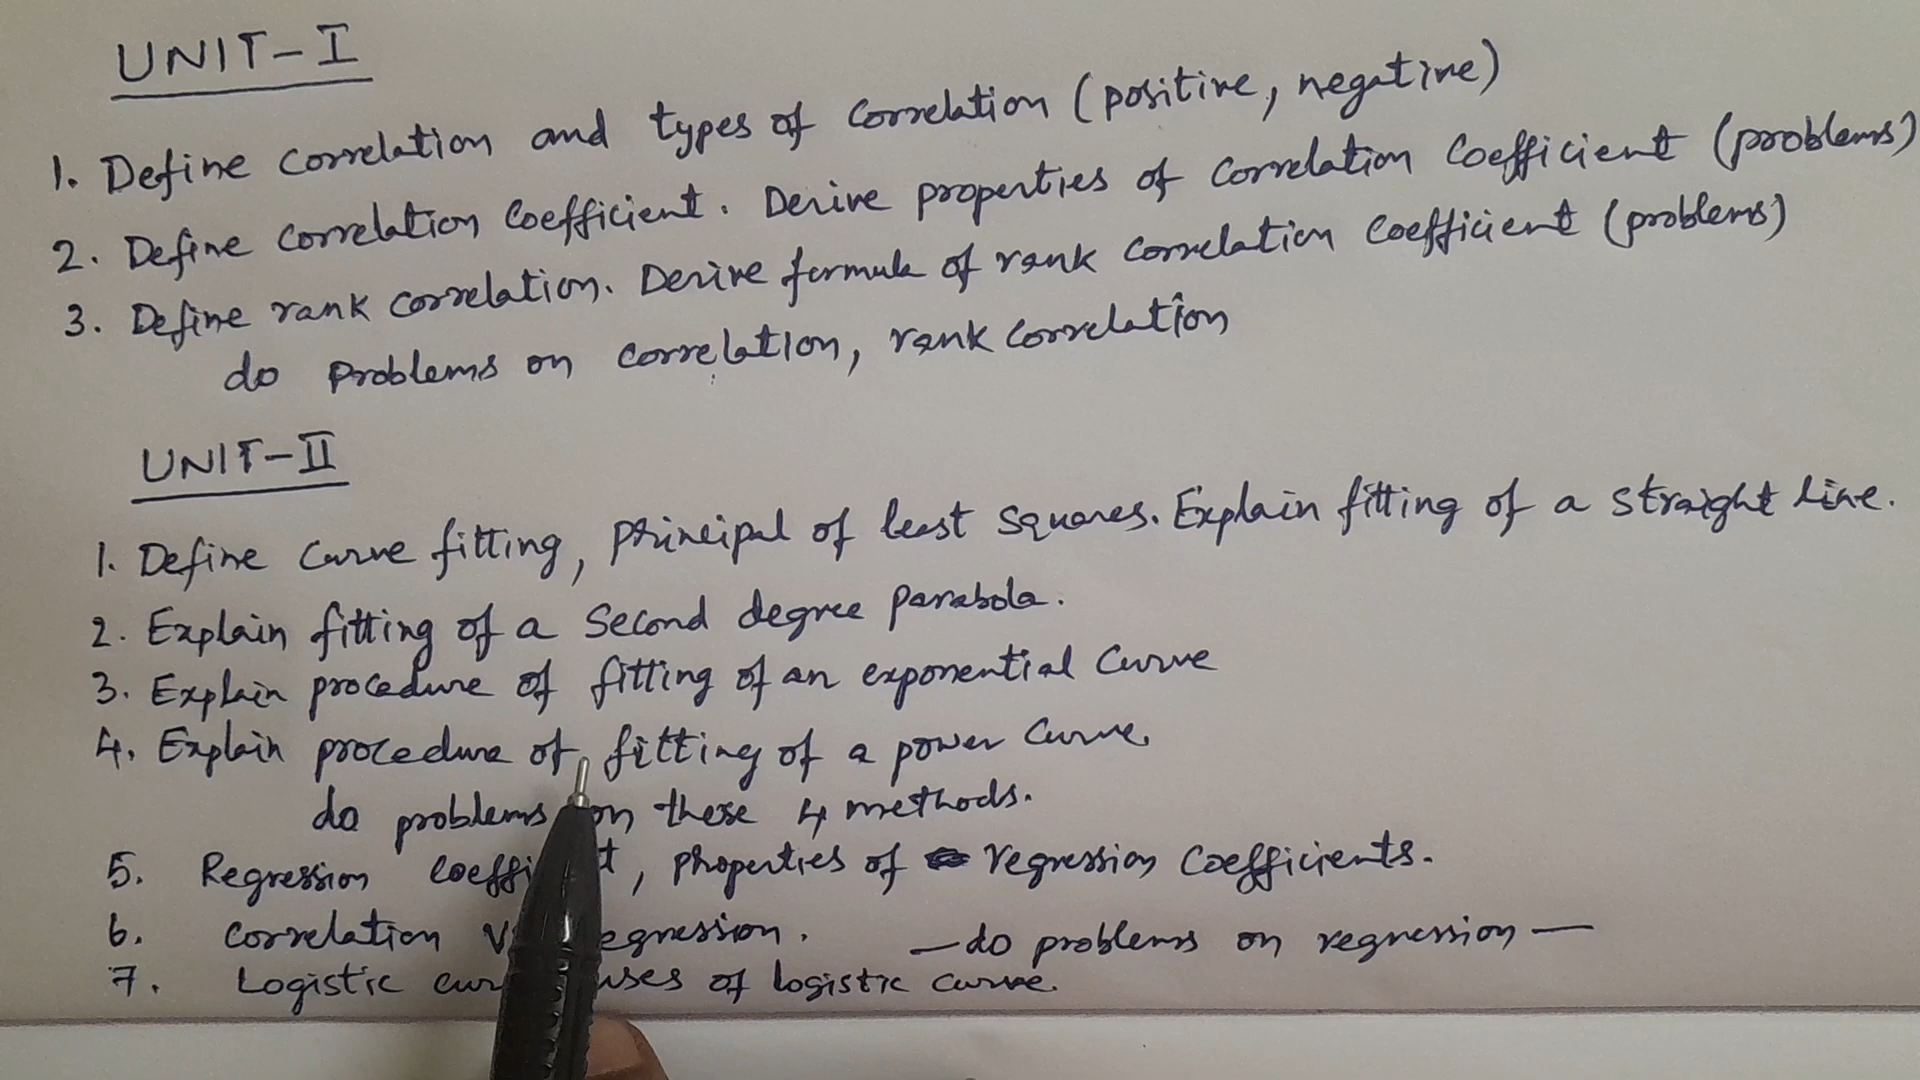 UNIT-I
1. Define correlation and types of correlation (positive, negative)
2. Define correlation coefficient. Derive properties of correlation coefficient (problems)
3. Define rank correlation. Derive formula of rank correlation coefficient (problems)
do problems on correlation, rank correlation
UNIT-II
1. Define curve fitting, principal of least squares. Explain fitting of a straight line.
2. Explain fitting of a second degree parabola.
3. Explain procedure of fitting of an exponential curve
4. Explain procedure of fitting of a power curve.
do problems on these 4 methods.
5. Regression coeffi t, properties of regression coefficients.
6. correlation V egression. —do problems on regression—
7. Logistic cur uses of logistic curve.